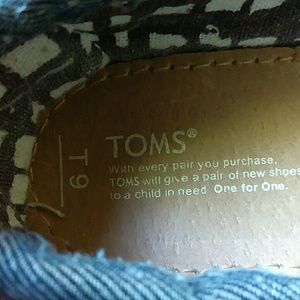 TOMS®
With every pair you purchase,
TOMS will give a pair of new shoes
to a child in need. One for One.
T 9